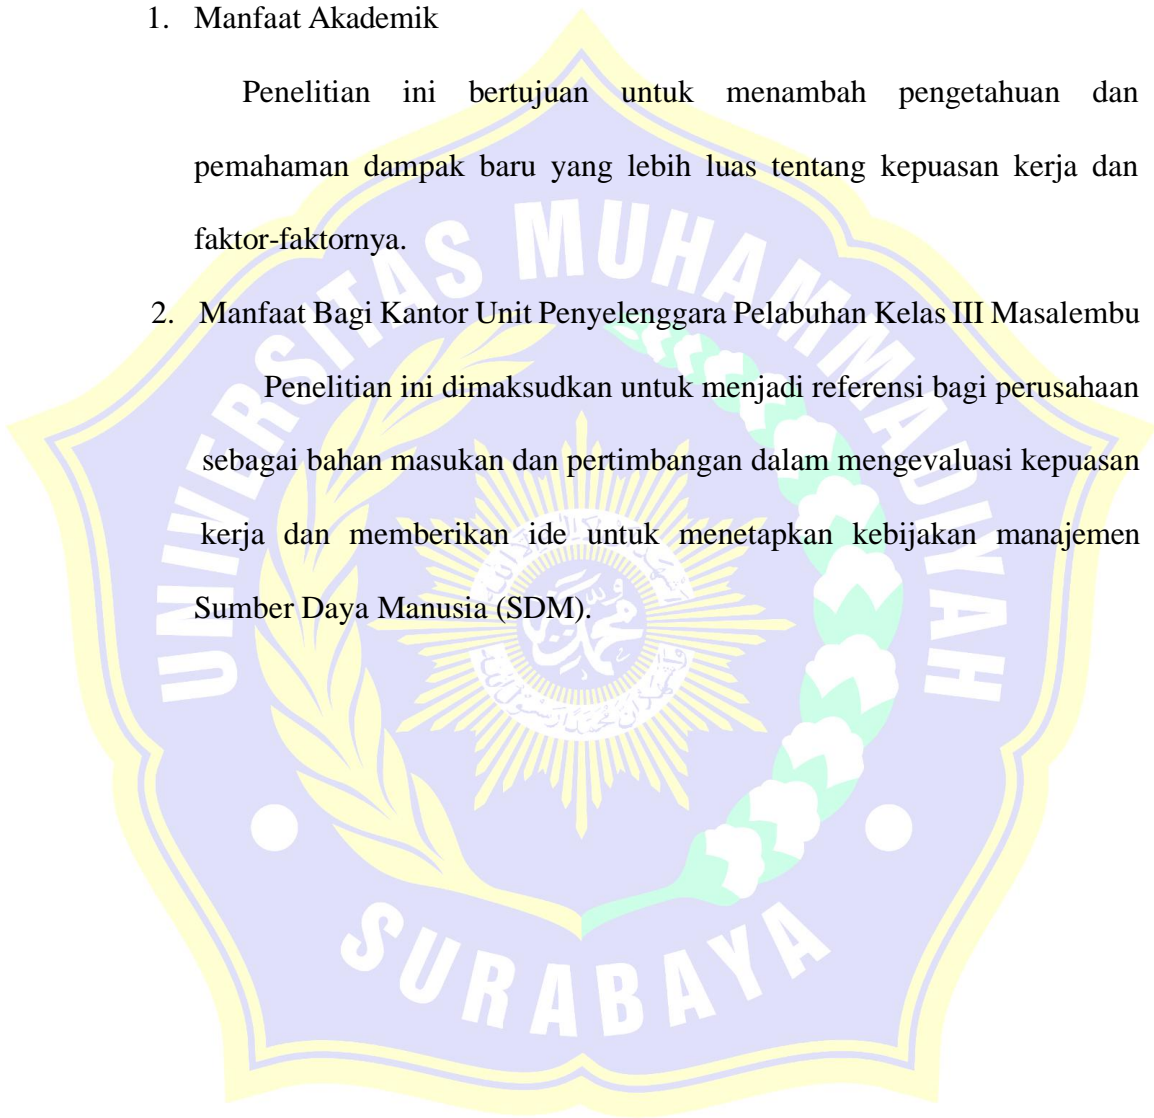 1. Manfaat Akademik
Penelitian ini bertujuan untuk menambah pengetahuan dan
pemahaman dampak baru yang lebih luas tentang kepuasan kerja dan
faktor-faktornya.
2. Manfaat Bagi Kantor Unit Penyelenggara Pelabuhan Kelas III Masalembu
Penelitian ini dimaksudkan untuk menjadi referensi bagi perusahaan
sebagai bahan masukan dan pertimbangan dalam mengevaluasi kepuasan
kerja dan memberikan ide untuk menetapkan kebijakan manajemen
Sumber Daya Manusia (SDM).
UNIVERSITAS MUHAMMADIYAH
SURABAYA